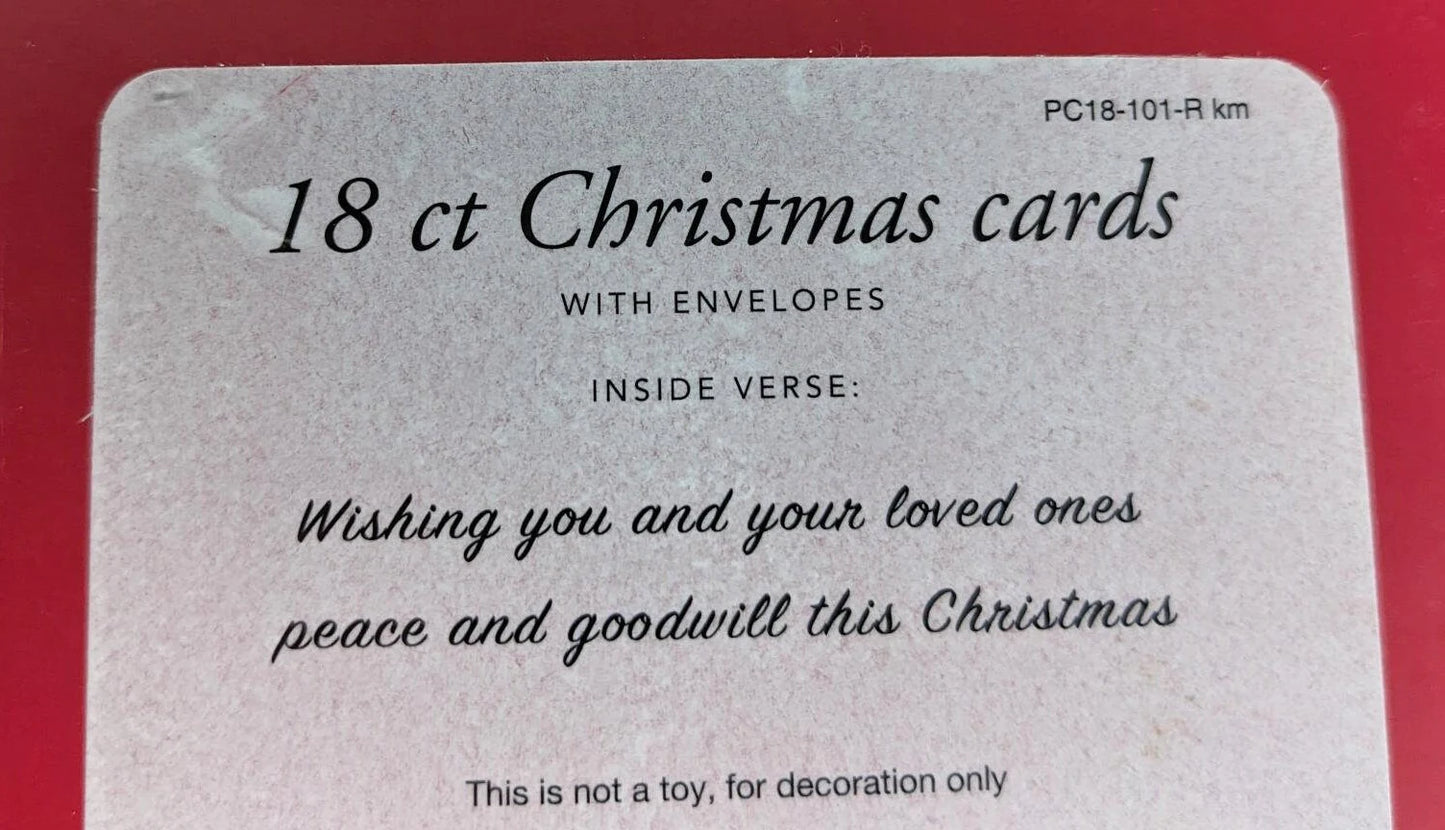 PC18-101-R km
18 ct Christmas cards
WITH ENVELOPES
INSIDE VERSE:
Wishing you and your loved ones
peace and goodwill this Christmas
This is not a toy, for decoration only